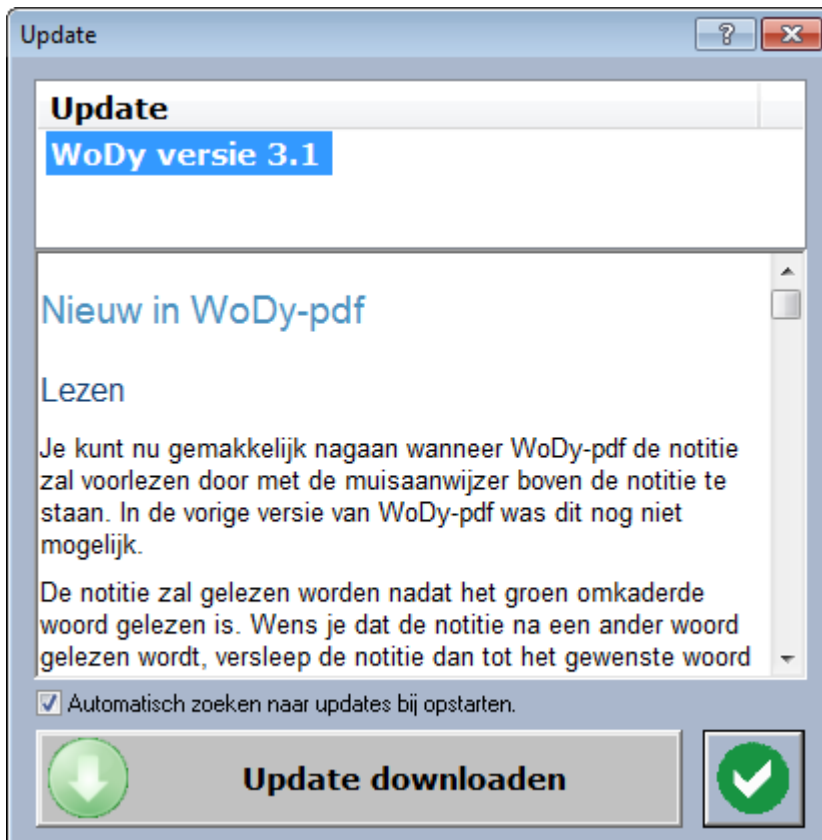 Update
Update
WoDy versie 3.1
Nieuw in WoDy-pdf
Lezen
Je kunt nu gemakkelijk nagaan wanneer WoDy-pdf de notitie
zal voorlezen door met de muisaanwijzer boven de notitie te
staan. In de vorige versie van WoDy-pdf was dit nog niet
mogelijk.
De notitie zal gelezen worden nadat het groen omkaderde
woord gelezen is. Wens je dat de notitie na een ander woord
gelezen wordt, versleep de notitie dan tot het gewenste woord
Automatisch zoeken naar updates bij opstarten.
Update downloaden